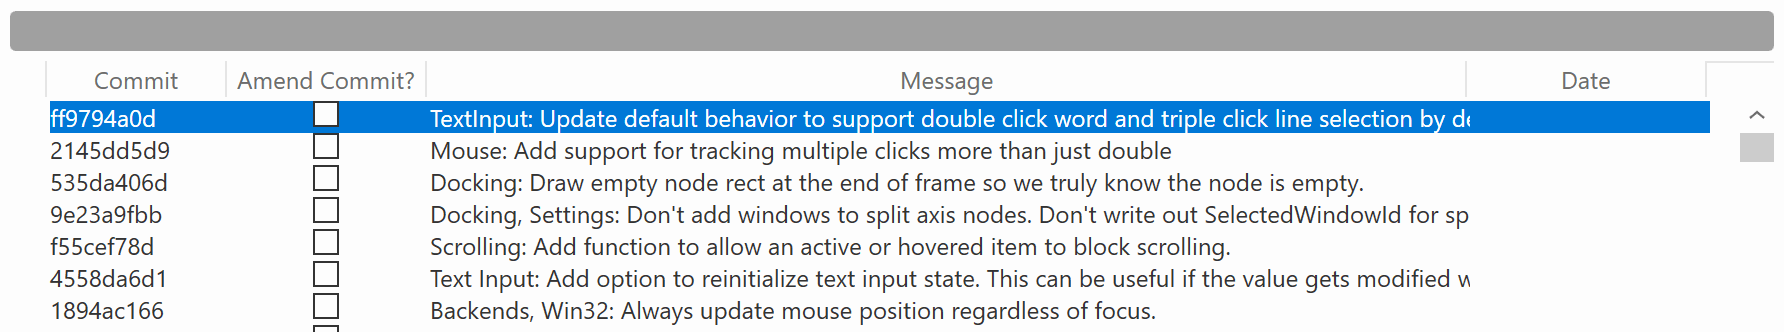 Commit Amend Commit? Message Date
ff9794a0d TextInput: Update default behavior to support double click word and triple click line selection by
2145dd5d9 Mouse: Add support for tracking multiple clicks more than just double
535da406d Docking: Draw empty node rect at the end of frame so we truly know the node is empty.
9e23a9fbb Docking, Settings: Don't add windows to split axis nodes. Don't write out SelectedWindowId for sp
f55cef78d Scrolling: Add function to allow an active or hovered item to block scrolling.
4558da6d1 Text Input: Add option to reinitialize text input state. This can be useful if the value gets modified
1894ac166 Backends, Win32: Always update mouse position regardless of focus.